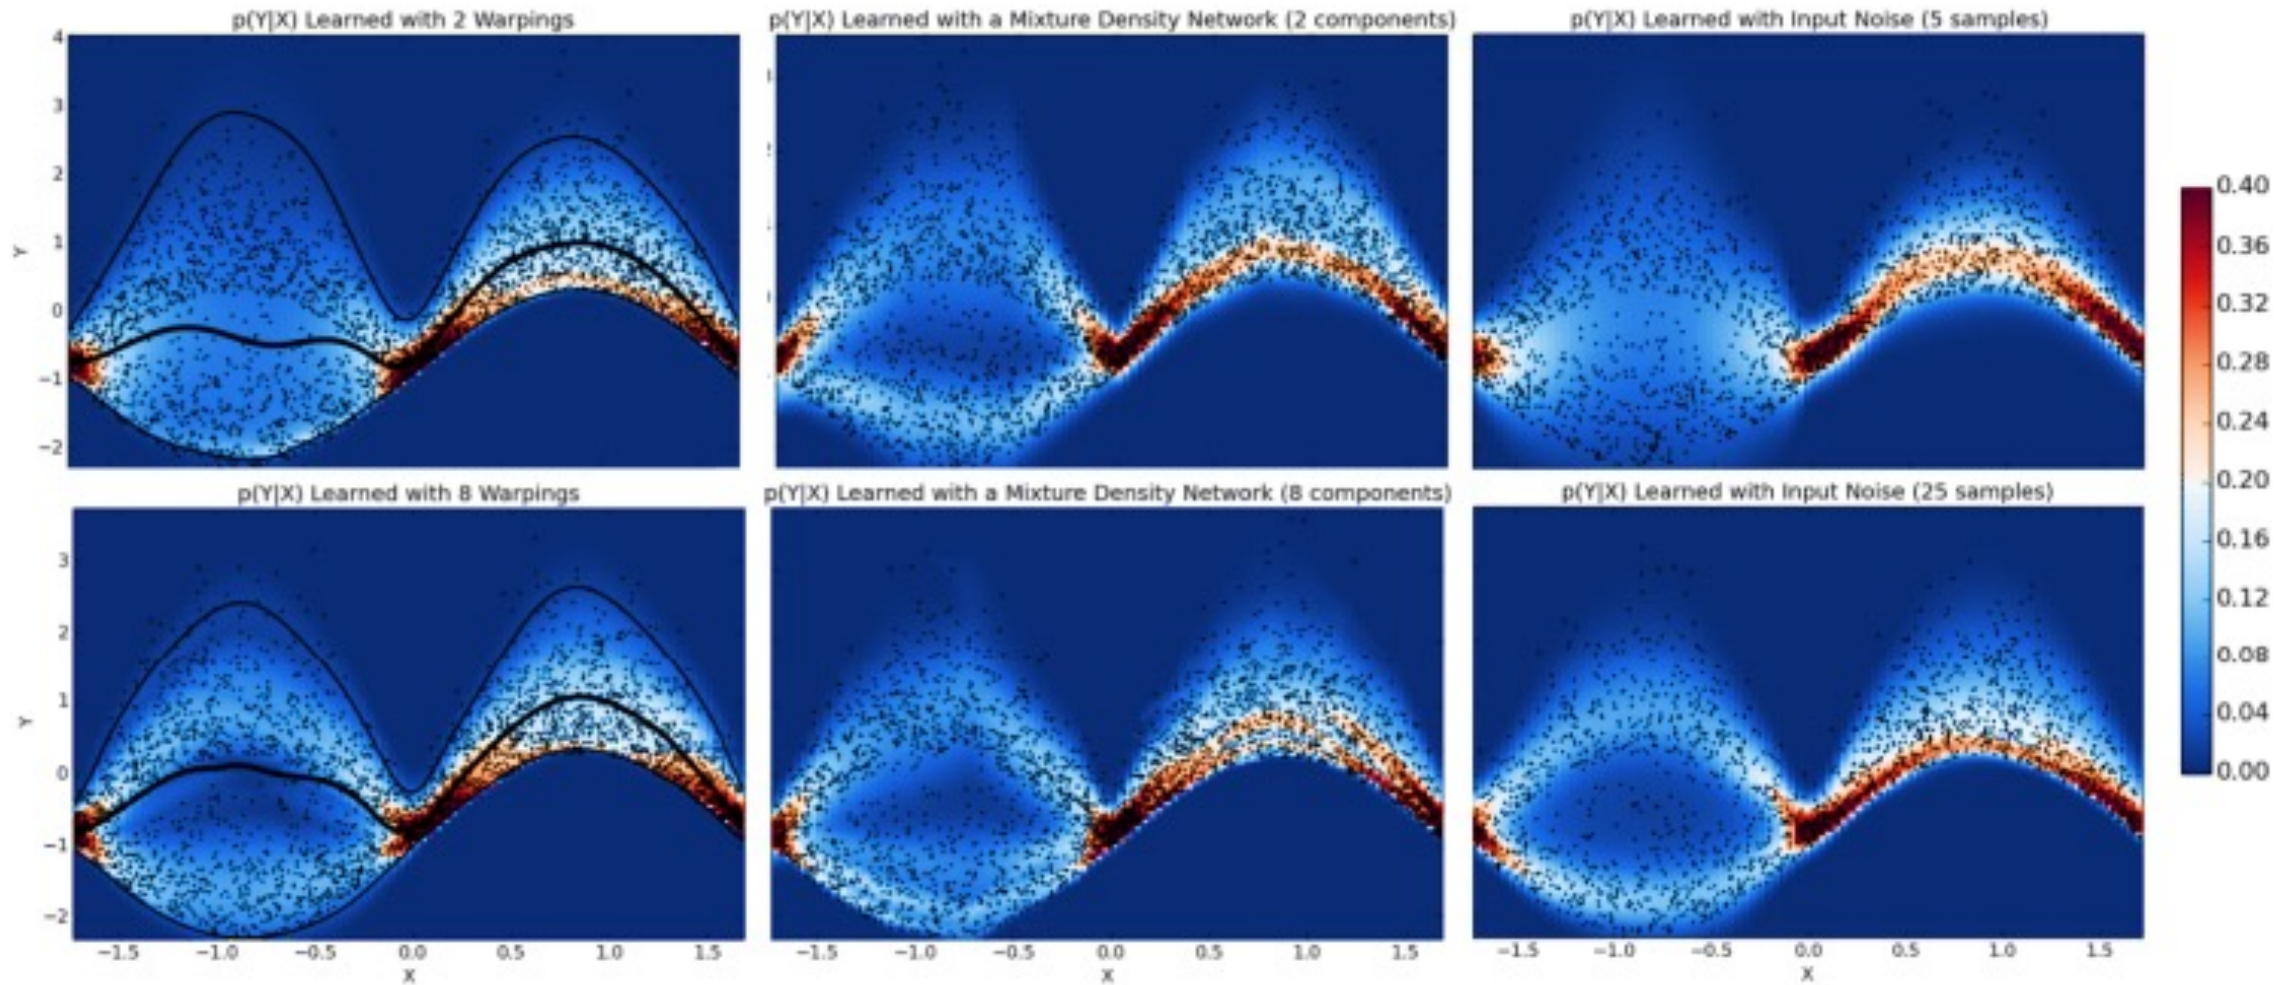 p(Y|X) Learned with 2 Warpings
p(Y|X) Learned with a Mixture Density Network (2 components)
p(Y|X) Learned with Input Noise (5 samples)
4
3
2
1
0
−1
−2
Y
p(Y|X) Learned with 8 Warpings
p(Y|X) Learned with a Mixture Density Network (8 components)
p(Y|X) Learned with Input Noise (25 samples)
3
2
1
0
−1
−2
Y
−1.5 −1.0 −0.5 0.0 0.5 1.0 1.5
X
−1.5 −1.0 −0.5 0.0 0.5 1.0 1.5
X
−1.5 −1.0 −0.5 0.0 0.5 1.0 1.5
X
0.40
0.36
0.32
0.28
0.24
0.20
0.16
0.12
0.08
0.04
0.00